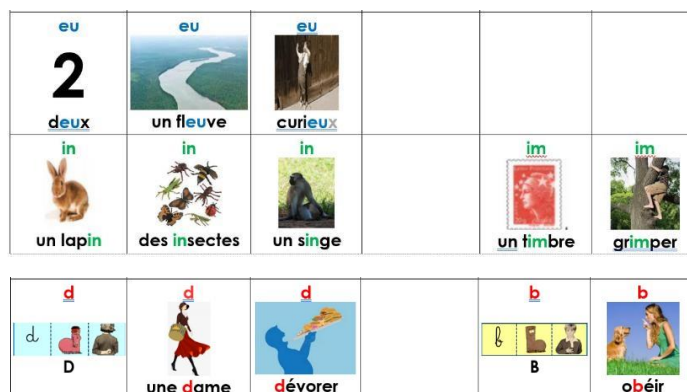 eu eu eu
2
deux un fleuve curieux
in in in im im
un lapin des insectes un singe un timbre grimper
d d d b b
d b
D B
une dame dévorer obéir